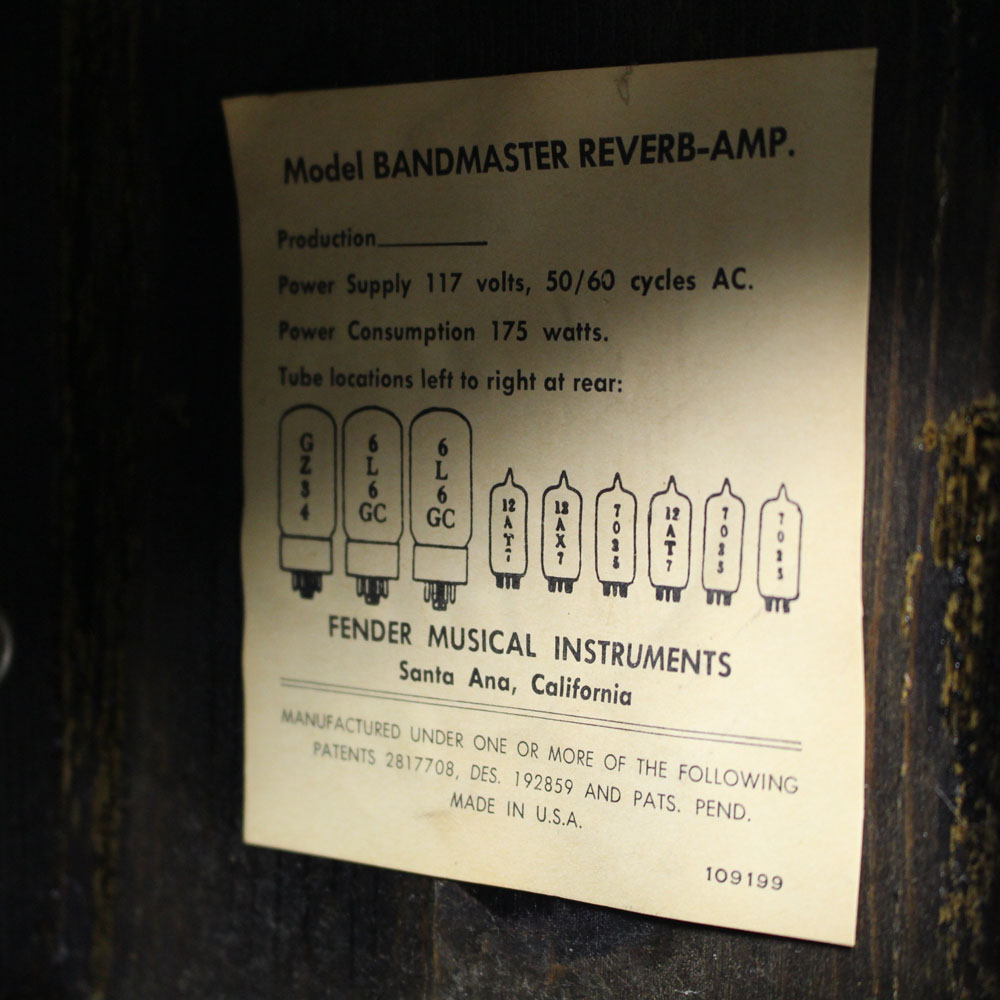 Model BANDMASTER REVERB-AMP.
Production
Power Supply 117 volts, 50/60 cycles AC.
Power Consumption 175 watts.
Tube locations left to right at rear:
GZ34 6L6GC 6L6GC 12AT7 12AX7 7025 12AT7 7025 7025
FENDER MUSICAL INSTRUMENTS
Santa Ana, California
MANUFACTURED UNDER ONE OR MORE OF THE FOLLOWING
PATENTS 2817708, DES. 192859 AND PATS. PEND.
MADE IN U.S.A.
109199